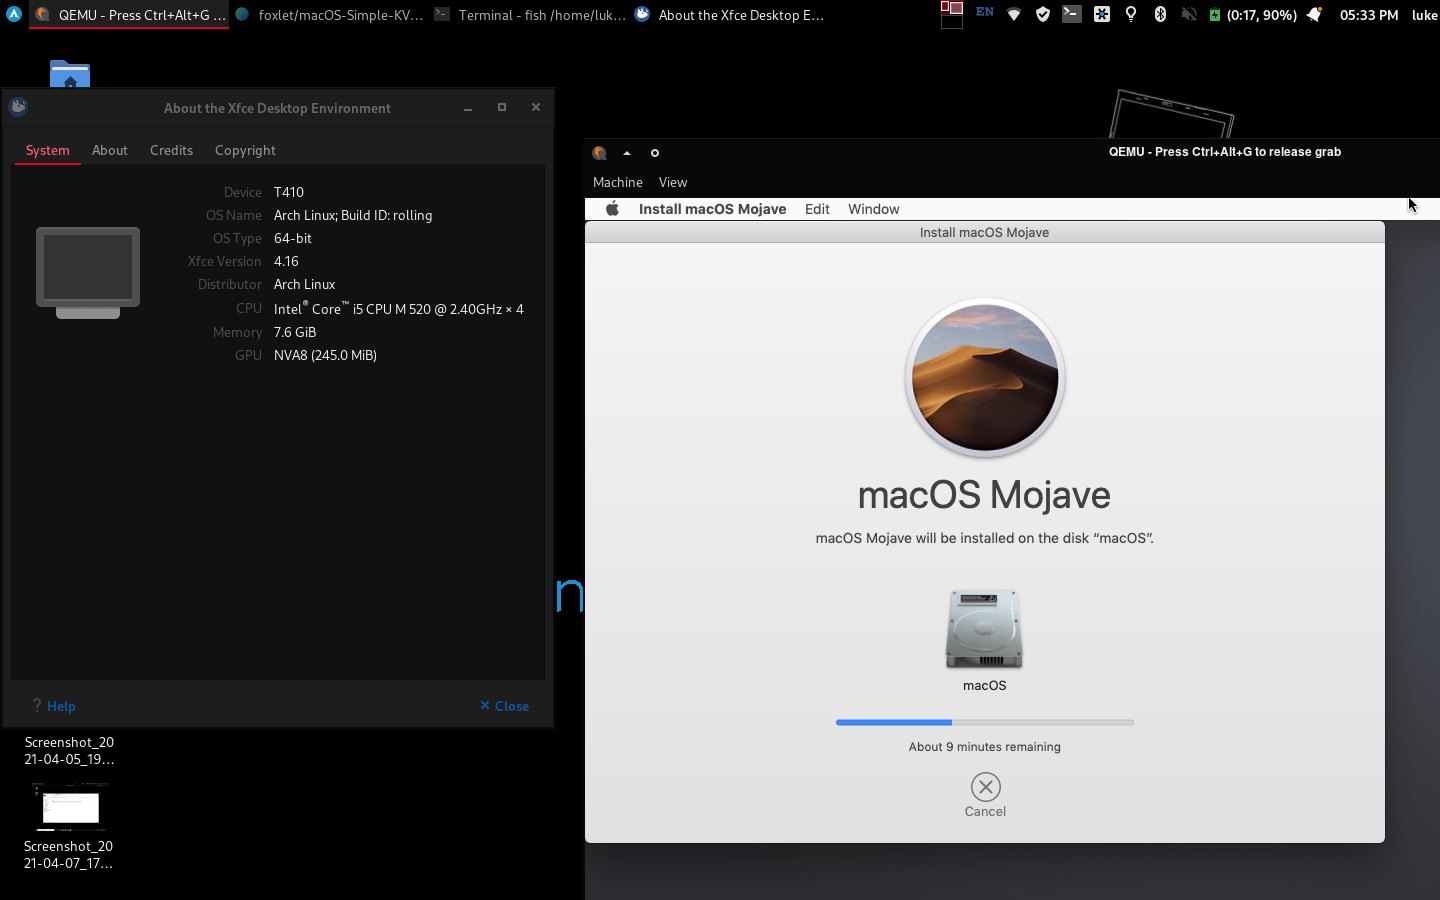 QEMU - Press Ctrl+Alt+G ...
foxlet/macOS-Simple-KV...
Terminal - fish /home/luk...
About the Xfce Desktop E...
EN
(0:17, 90%)
05:33 PM
luke
About the Xfce Desktop Environment
System About Credits Copyright
Device T410
OS Name Arch Linux; Build ID: rolling
OS Type 64-bit
Xfce Version 4.16
Distributor Arch Linux
CPU Intel® Core™ i5 CPU M 520 @ 2.40GHz × 4
Memory 7.6 GiB
GPU NVA8 (245.0 MiB)
? Help
Close
Screenshot_20
21-04-05_19...
Screenshot_20
21-04-07_17...
n
QEMU - Press Ctrl+Alt+G to release grab
Machine View
Install macOS Mojave Edit Window
Install macOS Mojave
macOS Mojave
macOS Mojave will be installed on the disk “macOS”.
macOS
About 9 minutes remaining
Cancel